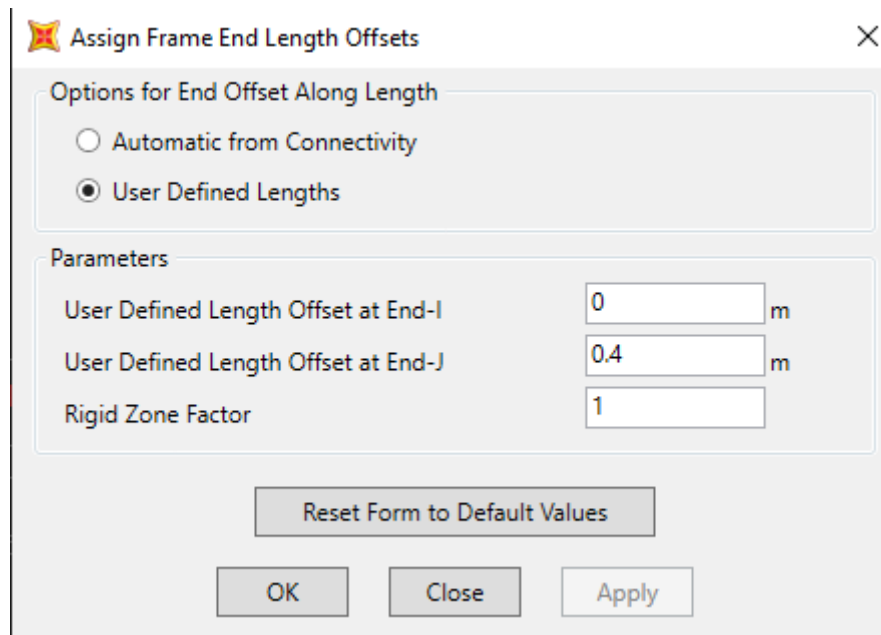 Assign Frame End Length Offsets
Options for End Offset Along Length
Automatic from Connectivity
User Defined Lengths
Parameters
User Defined Length Offset at End-I 0 m
User Defined Length Offset at End-J 0.4 m
Rigid Zone Factor 1
Reset Form to Default Values
OK Close Apply